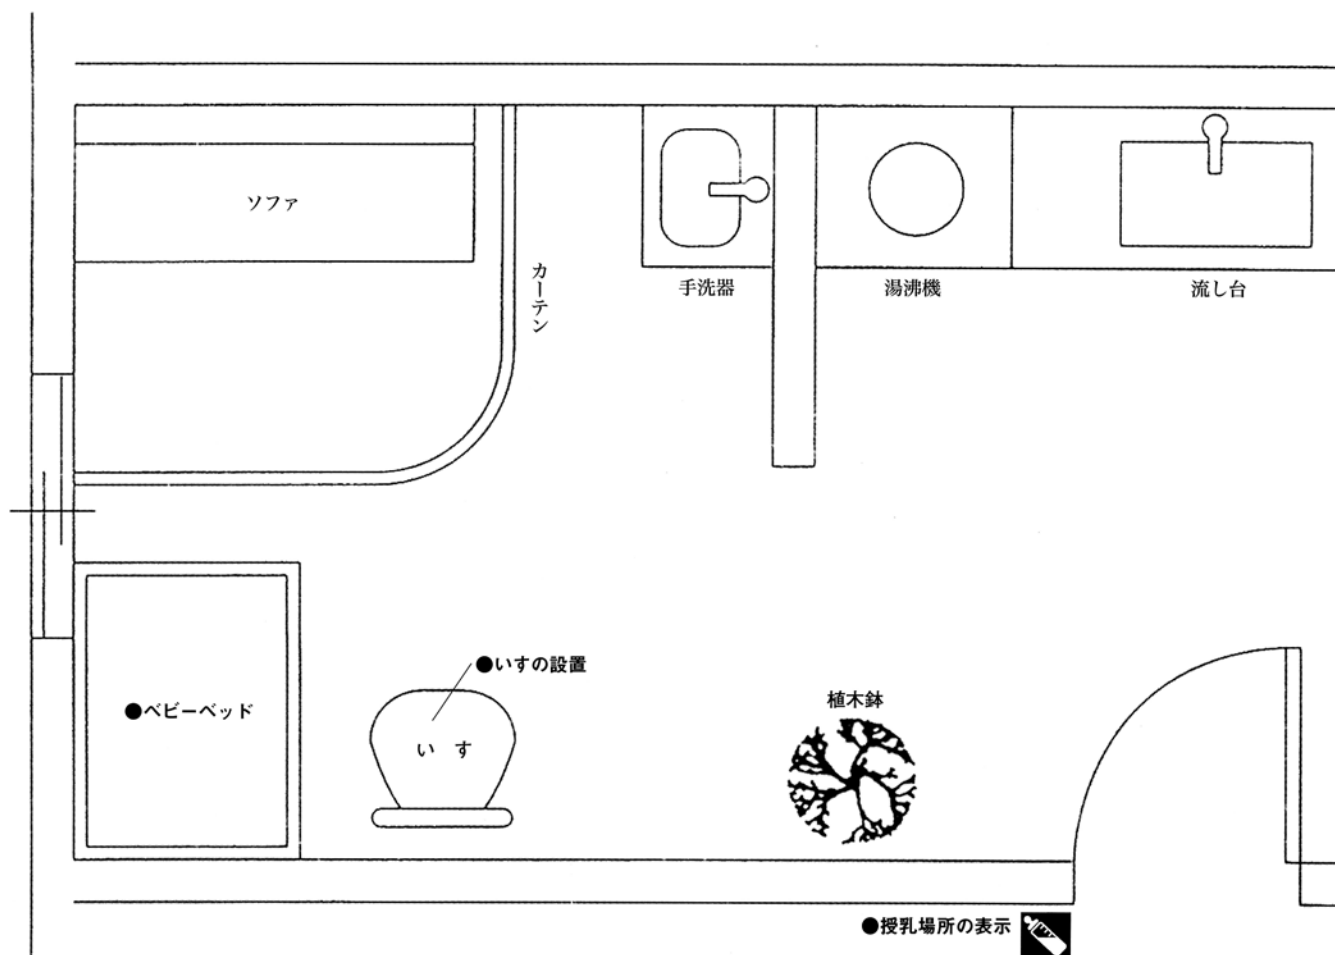 ソファ
カーテン
手洗器
湯沸機
流し台
●いすの設置
●ベビーベッド
いす
植木鉢
●授乳場所の表示